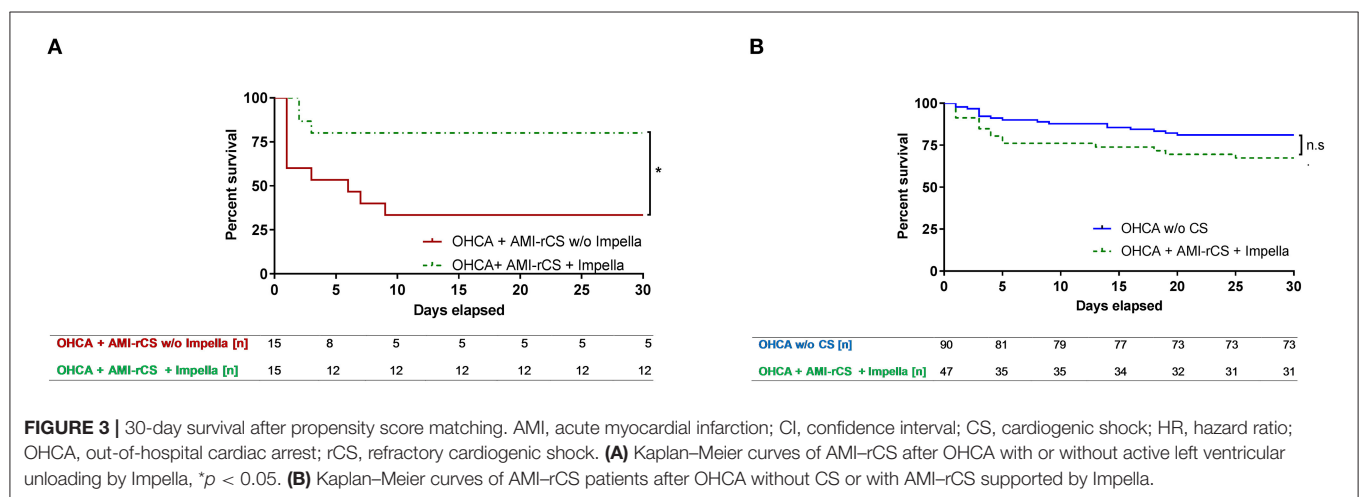 A
100
75
50
25
0
Percent survival
*
OHCA + AMI-rCS w/o Impella
OHCA+ AMI-rCS + Impella
0 5 10 15 20 25 30
Days elapsed
OHCA + AMI-rCS w/o Impella [n] 15 8 5 5 5 5 5
OHCA + AMI-rCS + Impella [n] 15 12 12 12 12 12 12
B
100
75
50
25
0
Percent survival
n.s
.
OHCA w/o CS
OHCA + AMI-rCS + Impella
0 5 10 15 20 25 30
Days elapsed
OHCA w/o CS [n] 90 81 79 77 73 73 73
OHCA + AMI-rCS + Impella [n] 47 35 35 34 32 31 31
FIGURE 3 | 30-day survival after propensity score matching. AMI, acute myocardial infarction; CI, confidence interval; CS, cardiogenic shock; HR, hazard ratio;
OHCA, out-of-hospital cardiac arrest; rCS, refractory cardiogenic shock. (A) Kaplan–Meier curves of AMI–rCS after OHCA with or without active left ventricular
unloading by Impella, *p < 0.05. (B) Kaplan–Meier curves of AMI–rCS patients after OHCA without CS or with AMI–rCS supported by Impella.